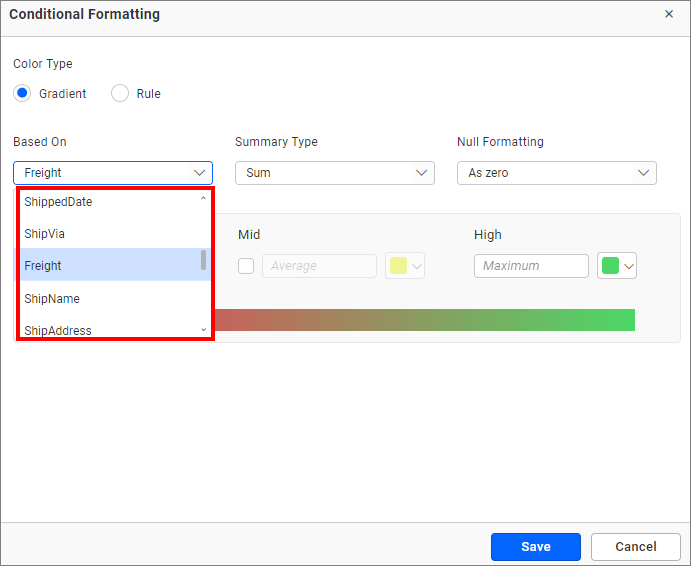 Conditional Formatting
Color Type
Gradient Rule
Based On Summary Type Null Formatting
Freight Sum As zero
ShippedDate
ShipVia Mid High
Freight Average Maximum
ShipName
ShipAddress
Save Cancel